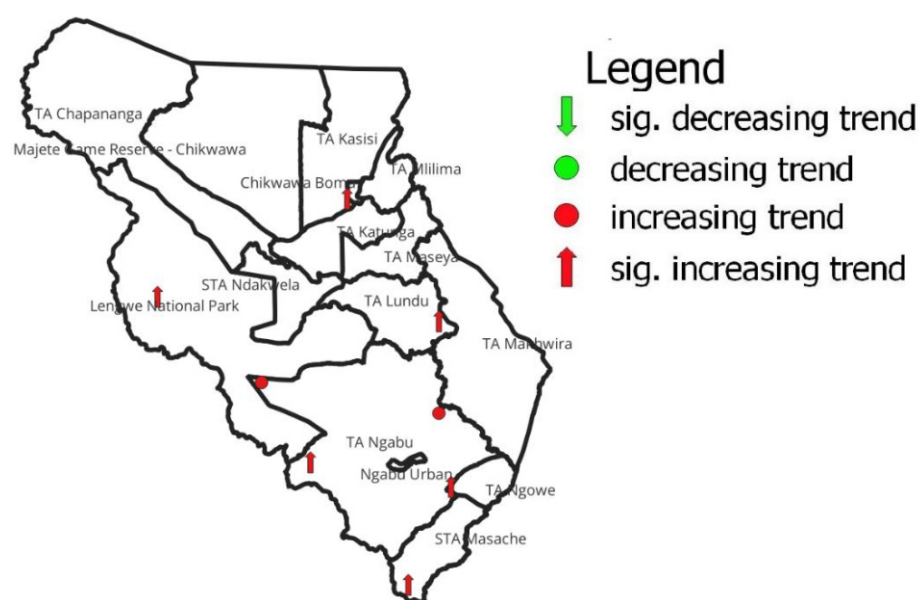 Legend
sig. decreasing trend
decreasing trend
increasing trend
sig. increasing trend
TA Chapananga
TA Kasisi
Majete Game Reserve - Chikwawa
TA Mlilima
Chikwawa Boma
TA Katunga
TA Maseya
STA Ndakwela
TA Lundu
Lengwe National Park
TA Makhwira
TA Ngabu
Ngabu Urban
TA Ngowe
STA Masache